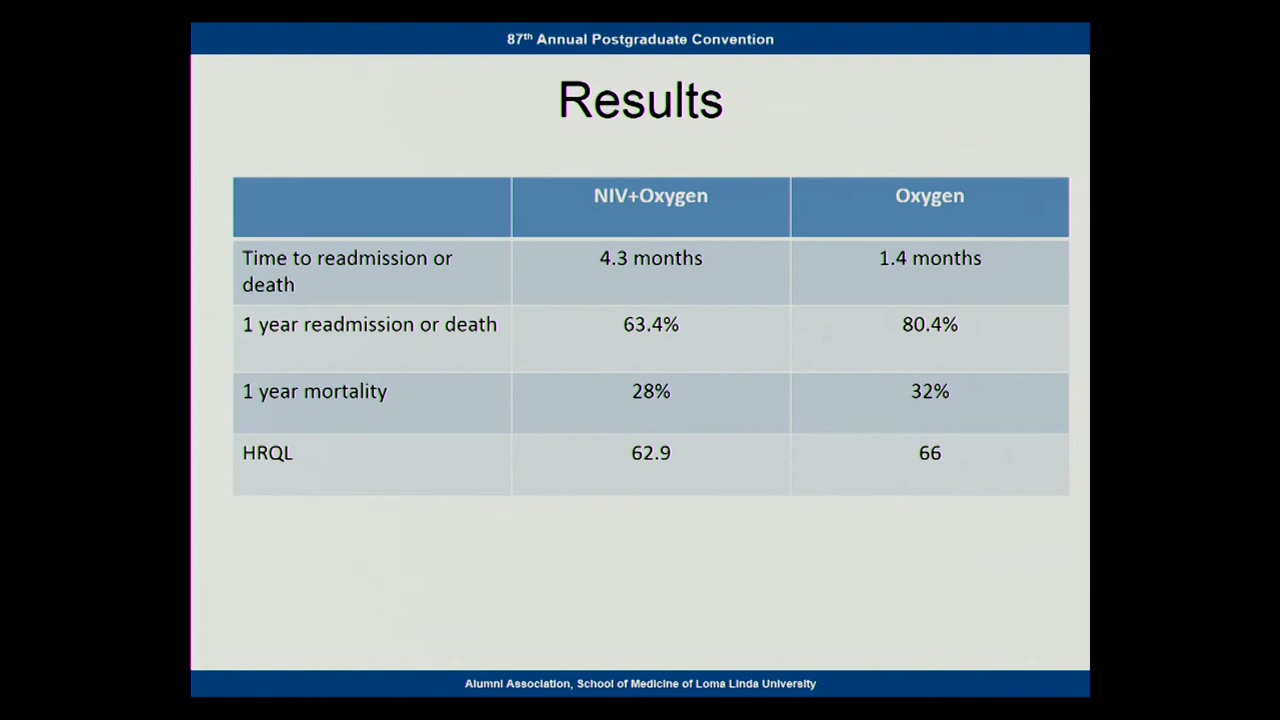 87th Annual Postgraduate Convention
Results
NIV+Oxygen
Oxygen
Time to readmission or
death
4.3 months
1.4 months
1 year readmission or death
63.4%
80.4%
1 year mortality
28%
32%
HRQL
62.9
66
Alumni Association, School of Medicine of Loma Linda University